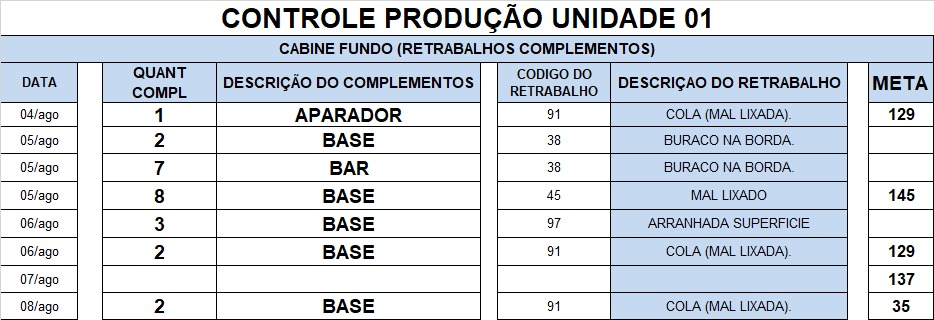 CONTROLE PRODUÇÃO UNIDADE 01
CABINE FUNDO (RETRABALHOS COMPLEMENTOS)
DATA QUANT COMPL DESCRIÇÃO DO COMPLEMENTOS CODIGO DO RETRABALHO DESCRIÇAO DO RETRABALHO META
04/ago 1 APARADOR 91 COLA (MAL LIXADA). 129
05/ago 2 BASE 38 BURACO NA BORDA.
05/ago 7 BAR 38 BURACO NA BORDA.
05/ago 8 BASE 45 MAL LIXADO 145
06/ago 3 BASE 97 ARRANHADA SUPERFICIE
06/ago 2 BASE 91 COLA (MAL LIXADA). 129
07/ago 137
08/ago 2 BASE 91 COLA (MAL LIXADA). 35